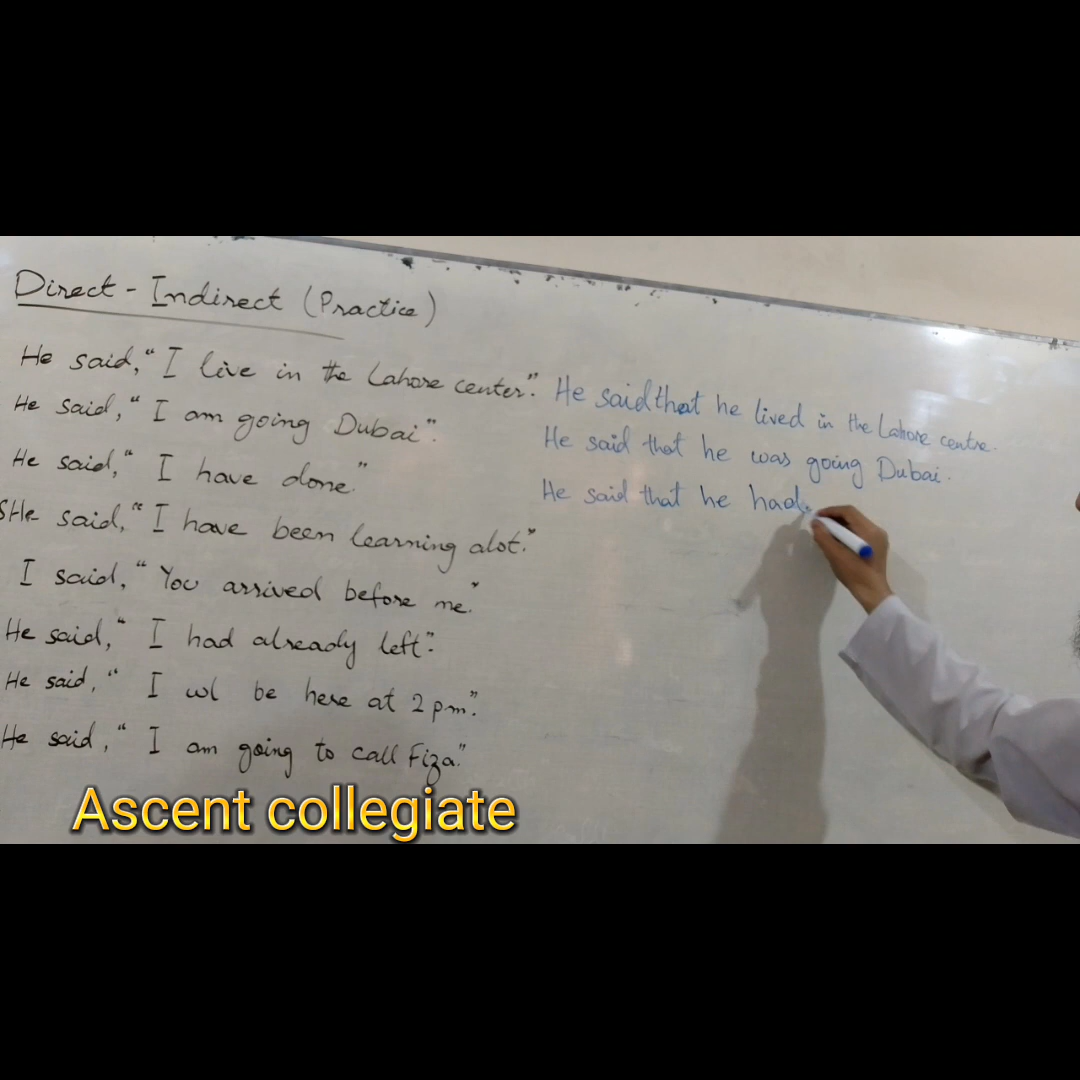 Direct - Indirect (Practice)
He said, "I live in the Lahore center". He said that he lived in the Lahore centre.
He said, "I am going Dubai". He said that he was going Dubai.
He said, "I have done". He said that he had
SHe said, "I have been learning alot."
I said, "You arrived before me."
He said, "I had already left".
He said, "I wl be here at 2 pm".
He said, "I am going to call Fiza."
Ascent collegiate